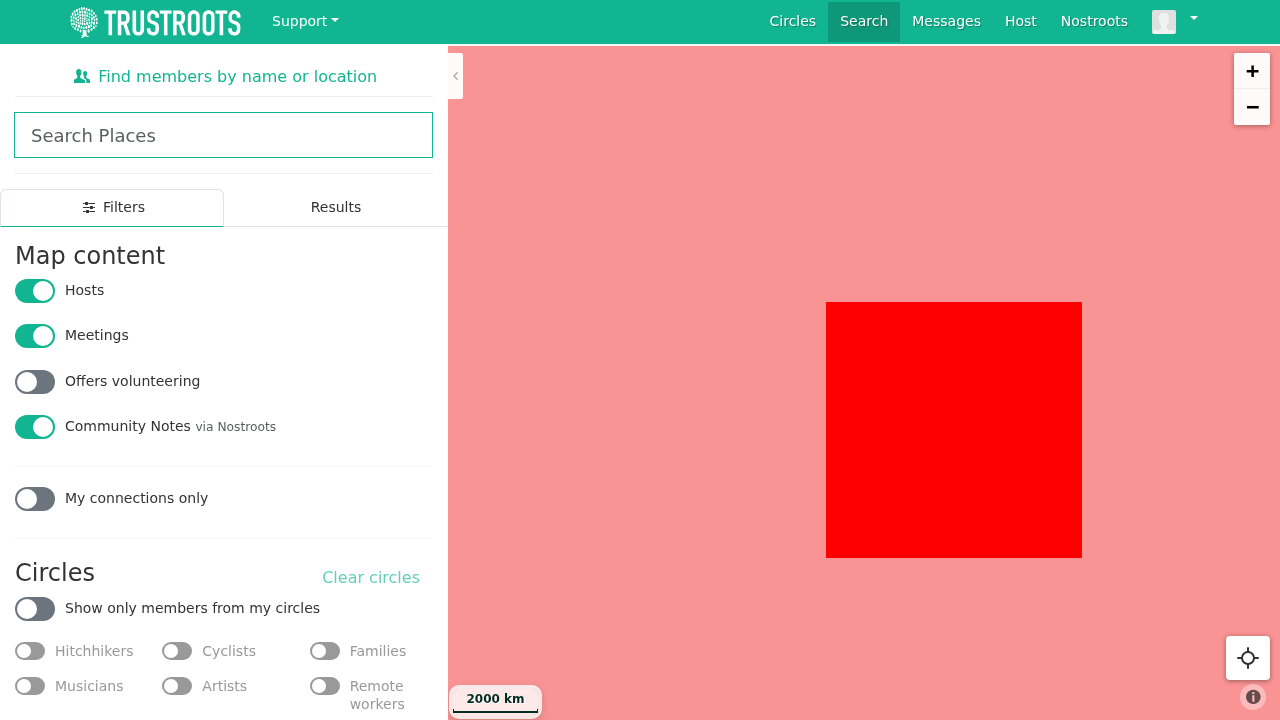 TRUSTROOTS
Support
Circles
Search
Messages
Host
Nostroots
Find members by name or location
Search Places
Filters
Results
Map content
Hosts
Meetings
Offers volunteering
Community Notes via Nostroots
My connections only
Circles
Clear circles
Show only members from my circles
Hitchhikers
Cyclists
Families
Musicians
Artists
Remote
workers
+
−
2000 km